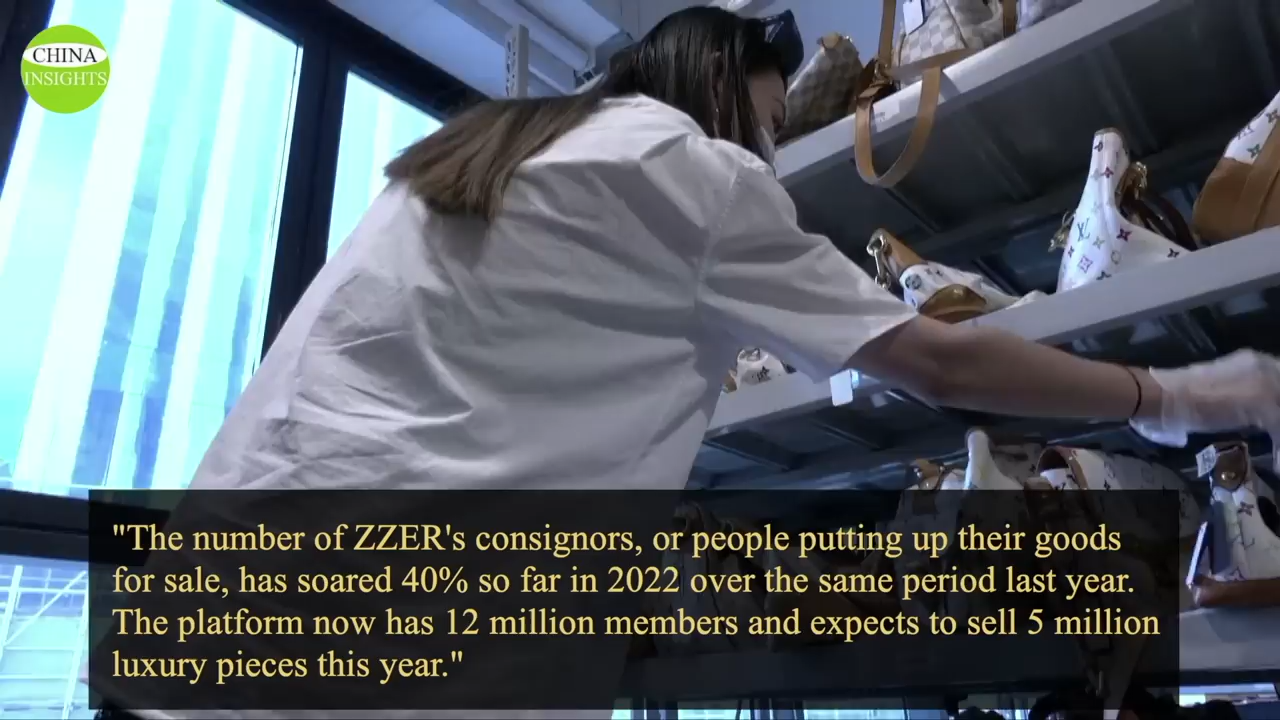 CHINA
INSIGHTS
"The number of ZZER's consignors, or people putting up their goods
for sale, has soared 40% so far in 2022 over the same period last year.
The platform now has 12 million members and expects to sell 5 million
luxury pieces this year."